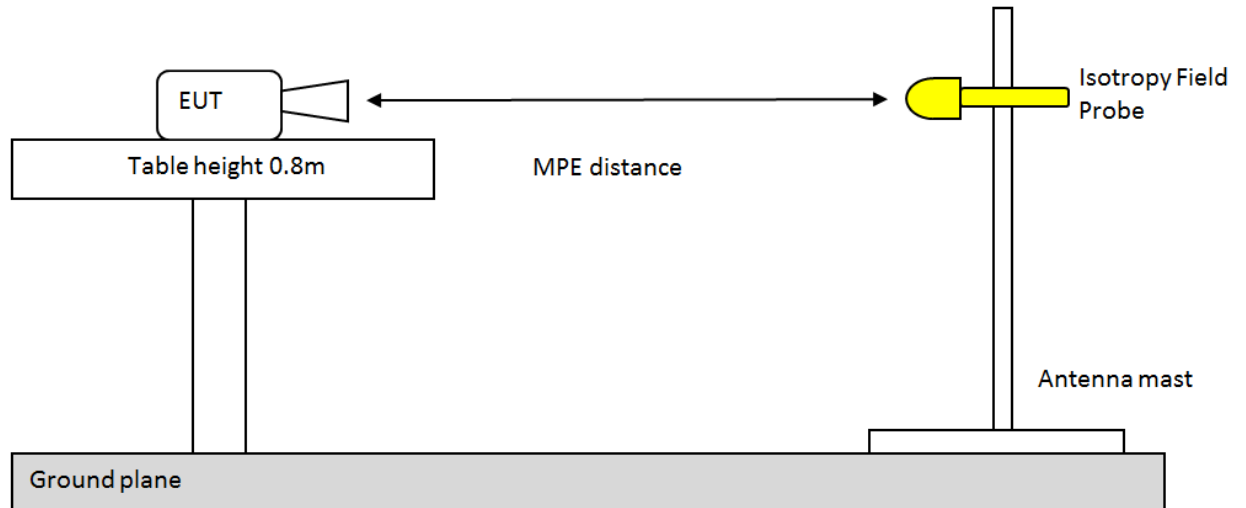 EUT
Isotropy Field
Probe
Table height 0.8m
MPE distance
Antenna mast
Ground plane